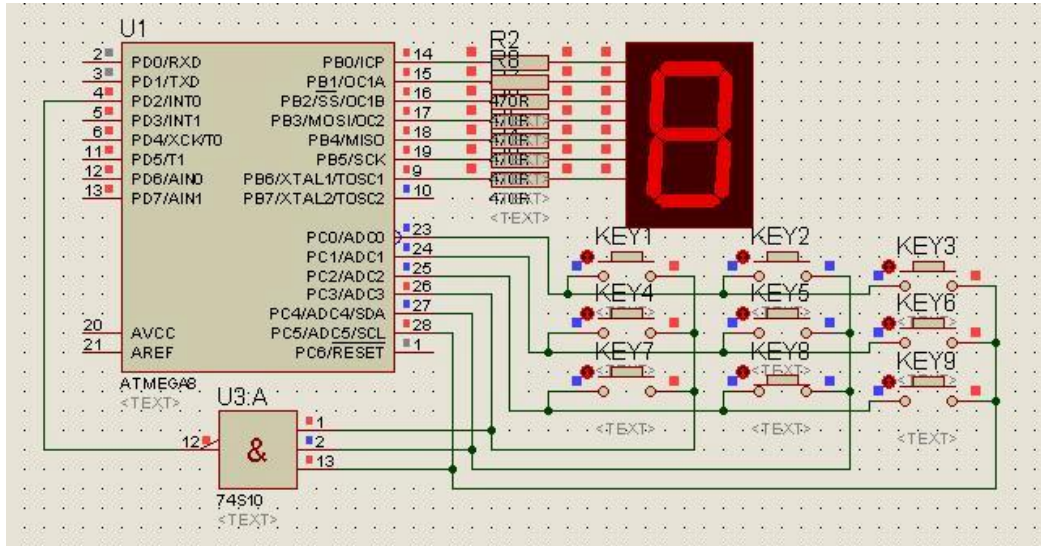 U1
2 PD0/RXD PB0/ICP 14
3 PD1/TXD PB1/OC1A 15
4 PD2/INT0 PB2/SS/OC1B 16
5 PD3/INT1 PB3/MOSI/OC2 17
6 PD4/XCK/T0 PB4/MISO 18
11 PD5/T1 PB5/SCK 19
12 PD6/AIN0 PB6/XTAL1/TOSC1 9
13 PD7/AIN1 PB7/XTAL2/TOSC2 10
PC0/ADC0 23
PC1/ADC1 24
PC2/ADC2 25
PC3/ADC3 26
PC4/ADC4/SDA 27
20 AVCC PC5/ADC5/SCL 28
21 AREF PC6/RESET 1
ATMEGA8
<TEXT>
R2
R8
470R
470R
470R
470R
470R
470R
<TEXT>
KEY1 KEY2 KEY3
KEY4 KEY5 KEY6
KEY7 KEY8 KEY9
<TEXT> <TEXT> <TEXT>
U3:A
12 & 1
2
13
74S10
<TEXT>